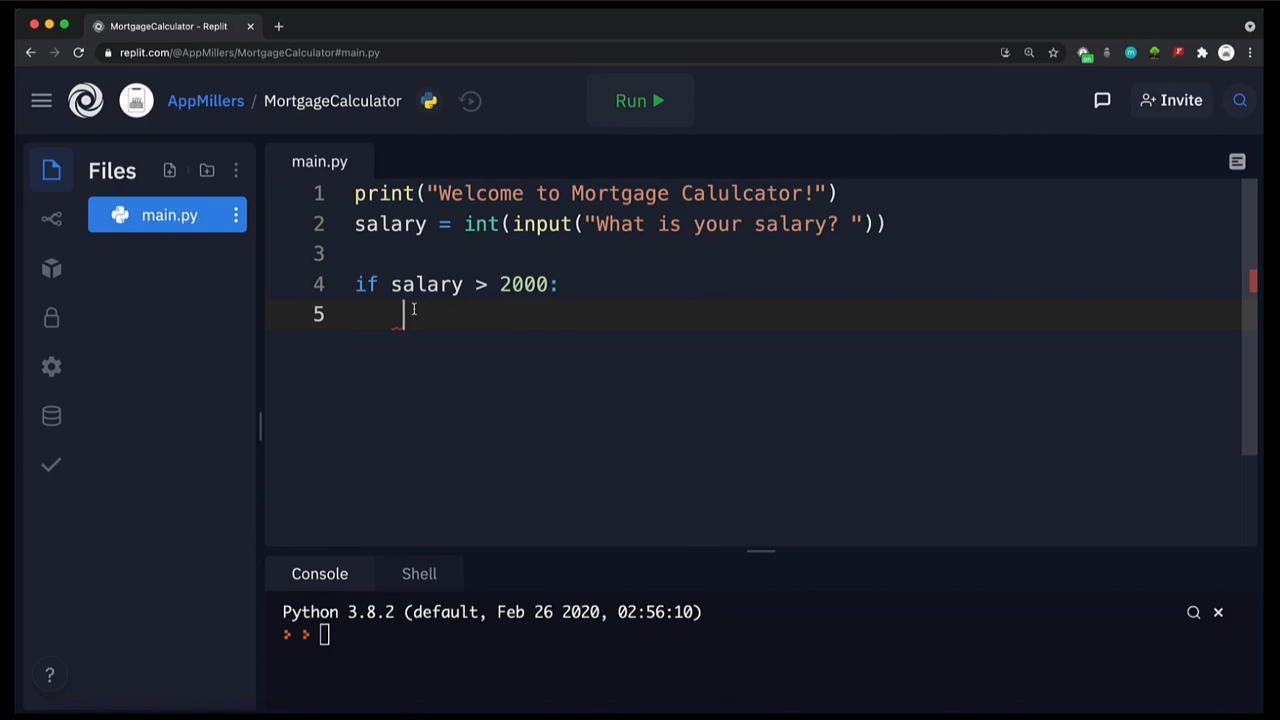 MortgageCalculator - Replit
replit.com/@AppMillers/MortgageCalculator#main.py
on
AppMillers / MortgageCalculator
Run
Invite
Files
main.py
main.py
1 print("Welcome to Mortgage Calulcator!")
2 salary = int(input("What is your salary? "))
3
4 if salary > 2000:
5
Console
Shell
Python 3.8.2 (default, Feb 26 2020, 02:56:10)
?